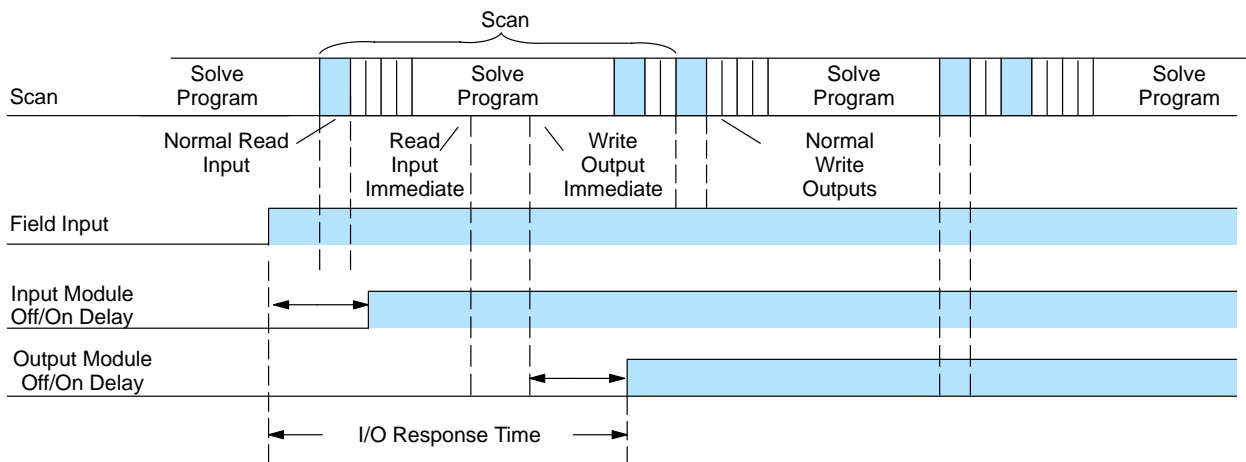 Scan
Solve
Program
Solve
Program
Solve
Program
Solve
Program
Scan
Normal Read
Input
Read
Input
Immediate
Write
Output
Immediate
Normal
Write
Outputs
Field Input
Input Module
Off/On Delay
Output Module
Off/On Delay
I/O Response Time